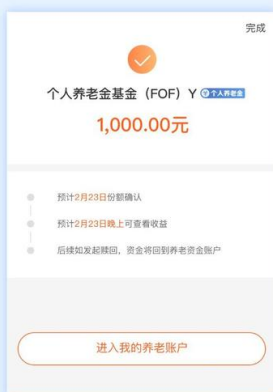 完成
个人养老金基金（FOF）Y 个人养老金
1,000.00元
预计2月23日份额确认
预计2月23日晚上可查看收益
后续如发起赎回，资金将回到养老资金账户
进入我的养老账户